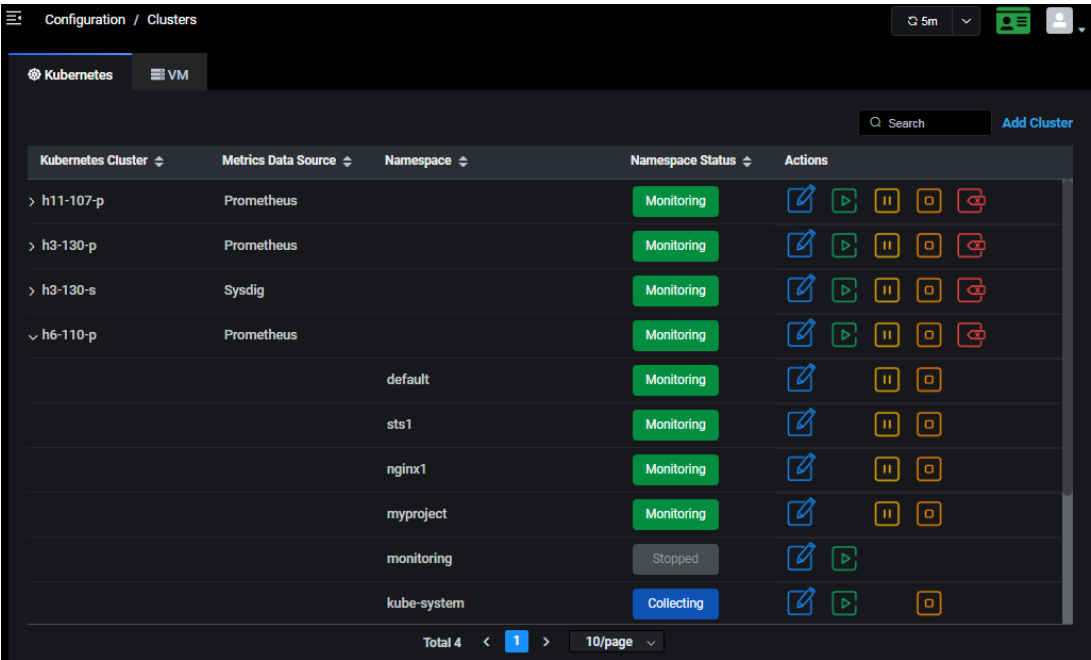 Configuration / Clusters
5m
Kubernetes
VM
Search
Add Cluster
Kubernetes Cluster Metrics Data Source Namespace Namespace Status Actions
h11-107-p Prometheus Monitoring
h3-130-p Prometheus Monitoring
h3-130-s Sysdig Monitoring
h6-110-p Prometheus Monitoring
default Monitoring
sts1 Monitoring
nginx1 Monitoring
myproject Monitoring
monitoring Stopped
kube-system Collecting
Total 4 < 1 > 10/page